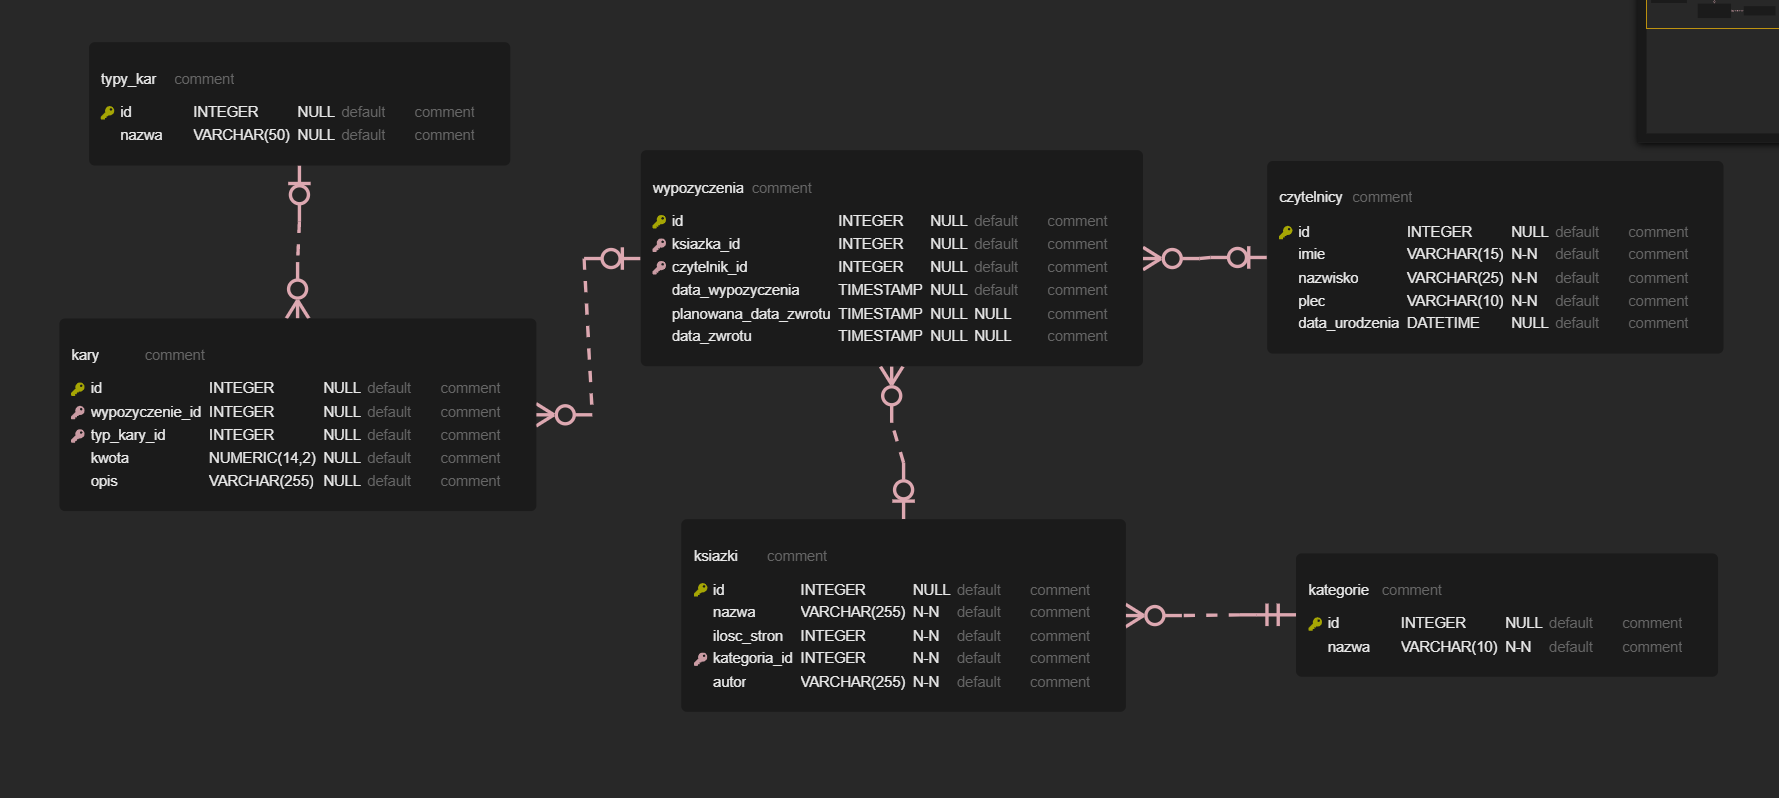 typy_kar comment
id INTEGER NULL default comment
nazwa VARCHAR(50) NULL default comment
kary comment
id INTEGER NULL default comment
wypozyczenie_id INTEGER NULL default comment
typ_kary_id INTEGER NULL default comment
kwota NUMERIC(14,2) NULL default comment
opis VARCHAR(255) NULL default comment
wypozyczenia comment
id INTEGER NULL default comment
ksiazka_id INTEGER NULL default comment
czytelnik_id INTEGER NULL default comment
data_wypozyczenia TIMESTAMP NULL default comment
planowana_data_zwrotu TIMESTAMP NULL NULL comment
data_zwrotu TIMESTAMP NULL NULL comment
czytelnicy comment
id INTEGER NULL default comment
imie VARCHAR(15) N-N default comment
nazwisko VARCHAR(25) N-N default comment
plec VARCHAR(10) N-N default comment
data_urodzenia DATETIME NULL default comment
ksiazki comment
id INTEGER NULL default comment
nazwa VARCHAR(255) N-N default comment
ilosc_stron INTEGER N-N default comment
kategoria_id INTEGER N-N default comment
autor VARCHAR(255) N-N default comment
kategorie comment
id INTEGER NULL default comment
nazwa VARCHAR(10) N-N default comment